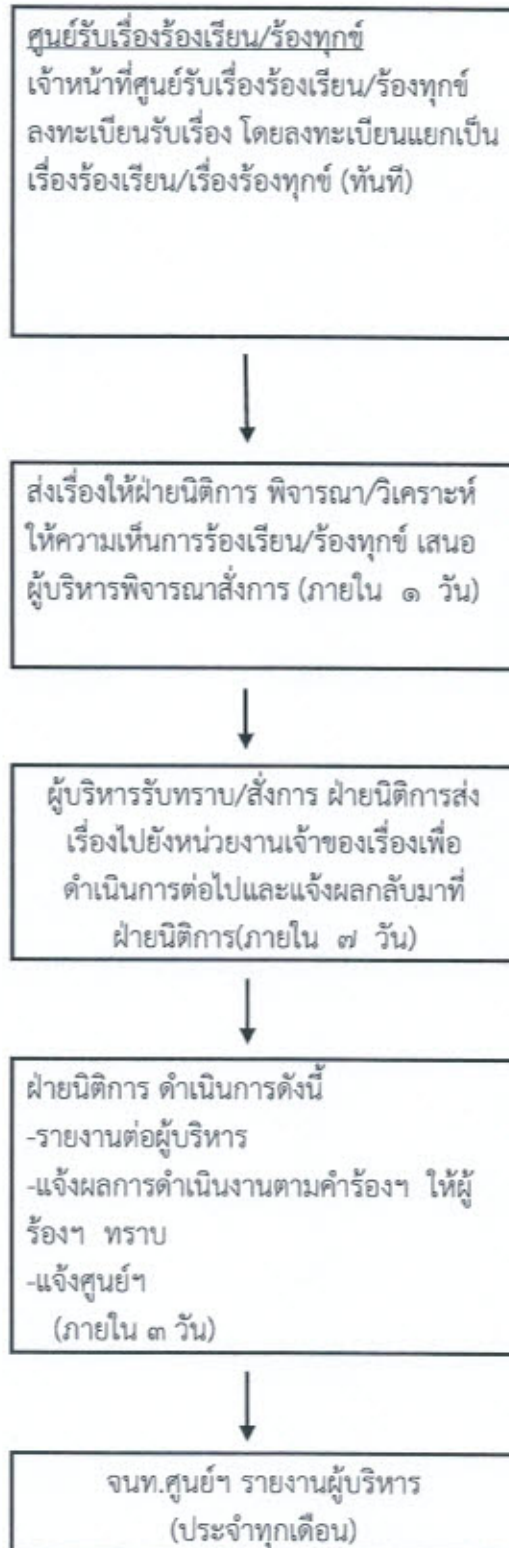 ศูนย์รับเรื่องร้องเรียน/ร้องทุกข์
เจ้าหน้าที่ศูนย์รับเรื่องร้องเรียน/ร้องทุกข์
ลงทะเบียนรับเรื่อง โดยลงทะเบียนแยกเป็น
เรื่องร้องเรียน/เรื่องร้องทุกข์ (ทันที)
ส่งเรื่องให้ฝ่ายนิติการ พิจารณา/วิเคราะห์
ให้ความเห็นการร้องเรียน/ร้องทุกข์ เสนอ
ผู้บริหารพิจารณาสั่งการ (ภายใน ๑ วัน)
ผู้บริหารรับทราบ/สั่งการ ฝ่ายนิติการส่ง
เรื่องไปยังหน่วยงานเจ้าของเรื่องเพื่อ
ดำเนินการต่อไปและแจ้งผลกลับมาที่
ฝ่ายนิติการ(ภายใน ๗ วัน)
ฝ่ายนิติการ ดำเนินการดังนี้
-รายงานต่อผู้บริหาร
-แจ้งผลการดำเนินงานตามคำร้องฯ ให้ผู้
ร้องฯ ทราบ
-แจ้งศูนย์ฯ
(ภายใน ๓ วัน)
จนท.ศูนย์ฯ รายงานผู้บริหาร
(ประจำทุกเดือน)